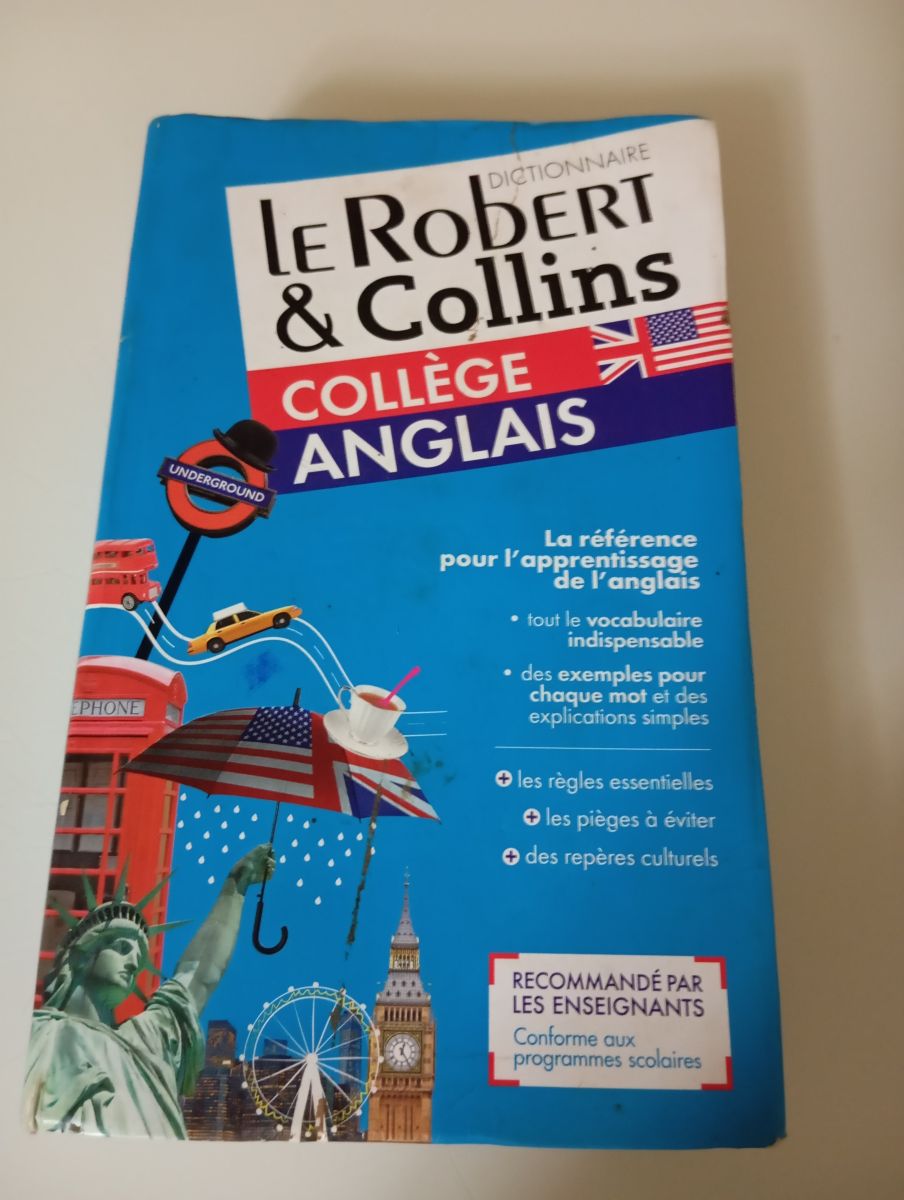 DICTIONNAIRE
LE ROBERT
& Collins
COLLÈGE
ANGLAIS
UNDERGROUND
La référence
pour l'apprentissage
de l'anglais
• tout le vocabulaire
indispensable
• des exemples pour
chaque mot et des
explications simples
EPHONE
+ les règles essentielles
+ les pièges à éviter
+ des repères culturels
RECOMMANDÉ PAR
LES ENSEIGNANTS
Conforme aux
programmes scolaires